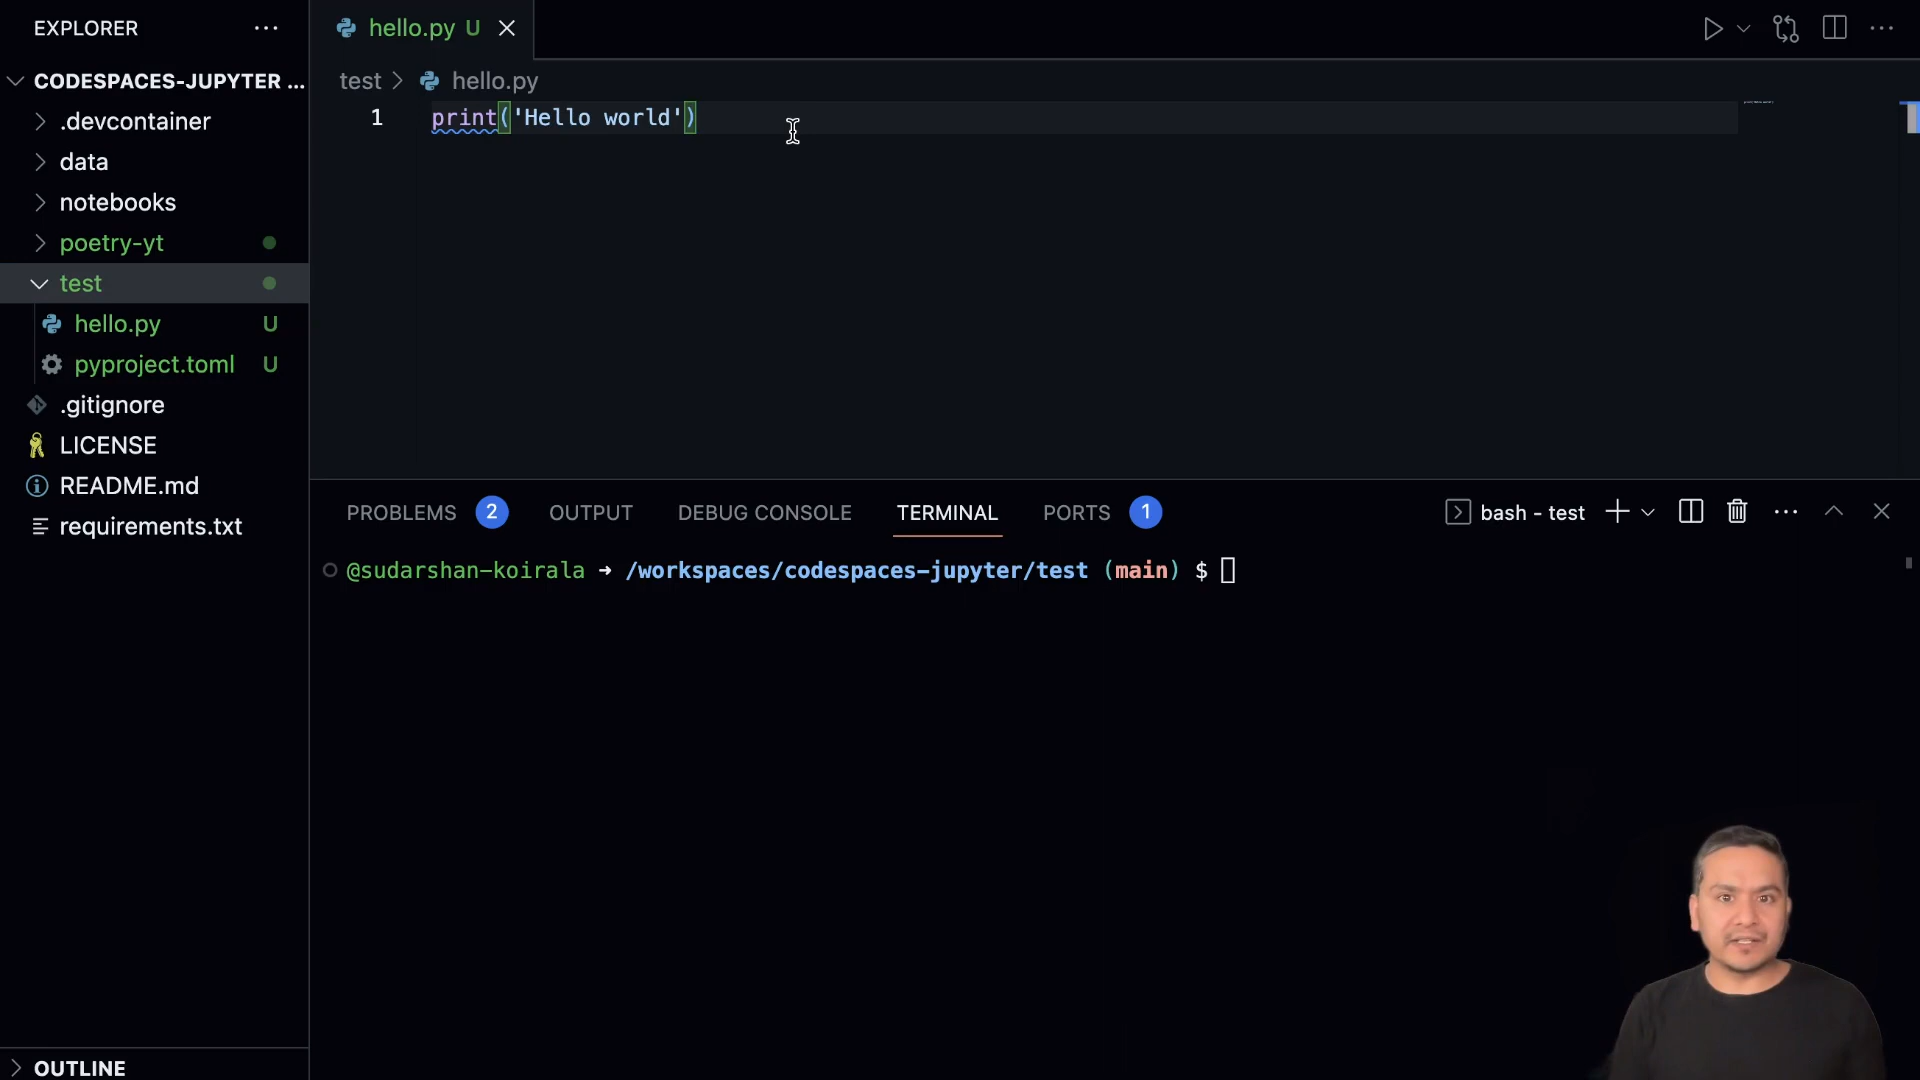 EXPLORER
CODESPACES-JUPYTER ...
.devcontainer
data
notebooks
poetry-yt
test
hello.py U
pyproject.toml U
.gitignore
LICENSE
README.md
requirements.txt
OUTLINE
hello.py U
test > hello.py
1 print('Hello world')
PROBLEMS 2 OUTPUT DEBUG CONSOLE TERMINAL PORTS 1 bash - test
@sudarshan-koirala ➜ /workspaces/codespaces-jupyter/test (main) $